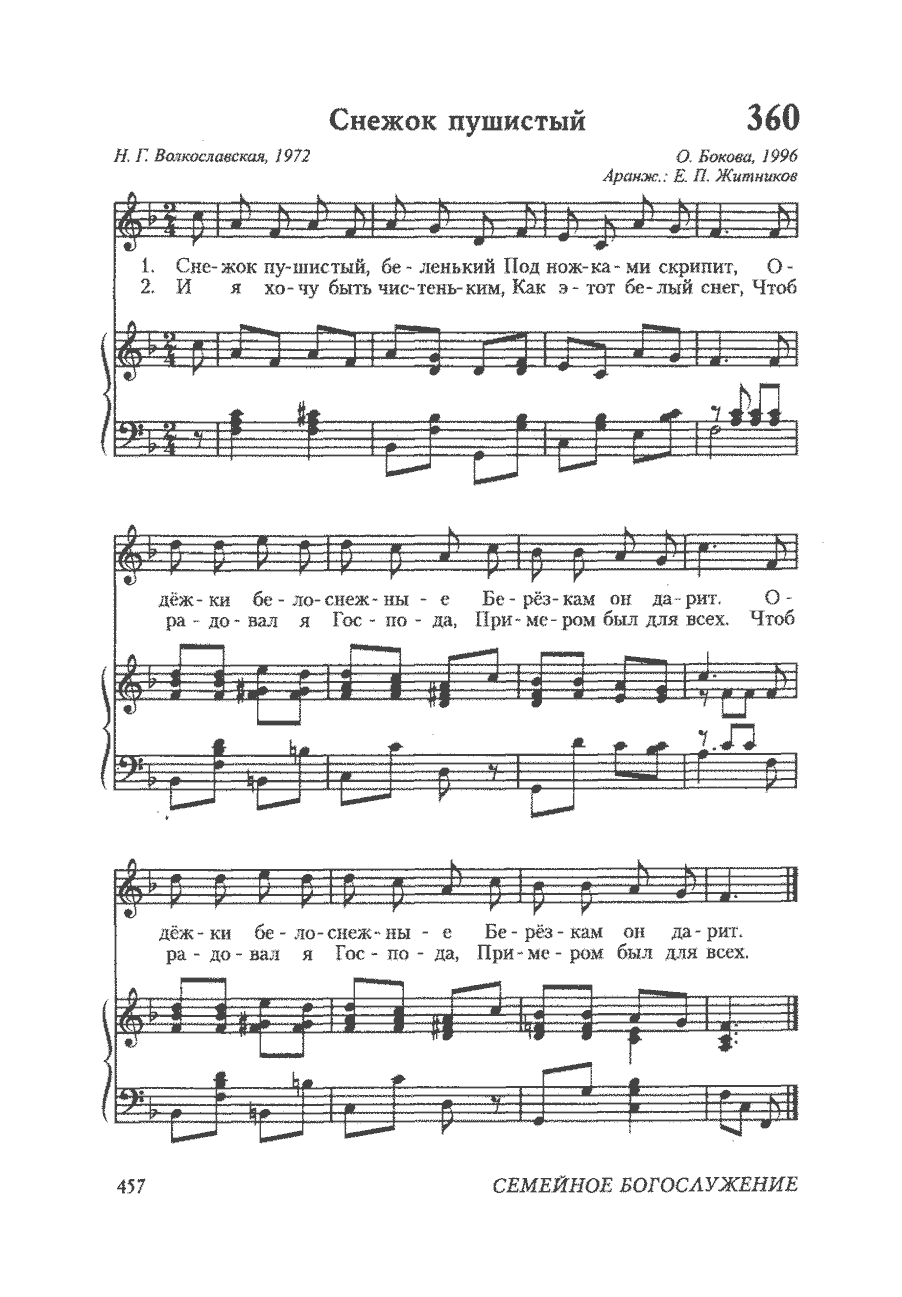 Снежок пушистый 360
Н. Г. Волкославская, 1972 О. Бокова, 1996
Аранж.: Е. П. Житников
1. Сне-жок пу-шистый, бе - ленький Под нож-ка - ми скрипит, О -
2. И я хо-чу быть чис-тень-ким, Как э - тот бе-лый снег, Чтоб
дёж - ки бе - ло-снеж-ны - е Бе - рёз-кам он да-рит. О -
ра - до - вал я Гос - по - да, При-ме-ром был для всех. Чтоб
дёж - ки бе - ло-снеж-ны - е Бе - рёз - кам он да - рит.
ра - до - вал я Гос - по - да, При-ме - ром был для всех.
457 СЕМЕЙНОЕ БОГОСЛУЖЕНИЕ